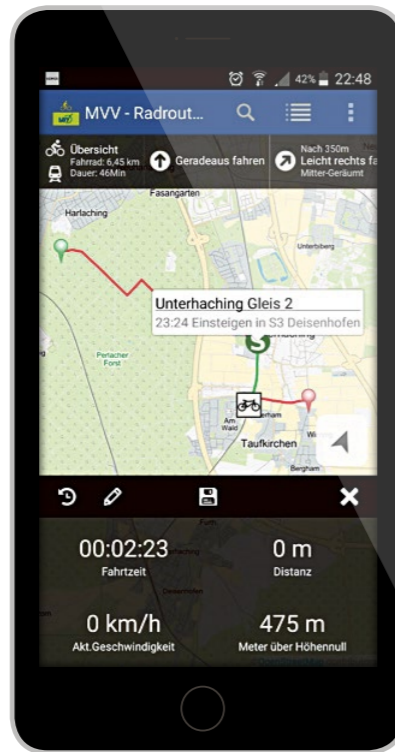 42% 22:48
MVV - Radrout...
Übersicht
Fahrrad: 6,45 km
Dauer: 46Min
Geradeaus fahren
Nach 350m
Leicht rechts fa
Mitter-Geräumt
Fasangarten
Harlaching
Unterbiberg
Unterhaching Gleis 2
23:24 Einsteigen in S3 Deisenhofen
S
Perlacher
Forst
Am
Wald
Taufkirchen
Bergham
Furth
Deisenhofen
00:02:23
Fahrtzeit
0 m
Distanz
0 km/h
Akt.Geschwindigkeit
475 m
Meter über Höhennull